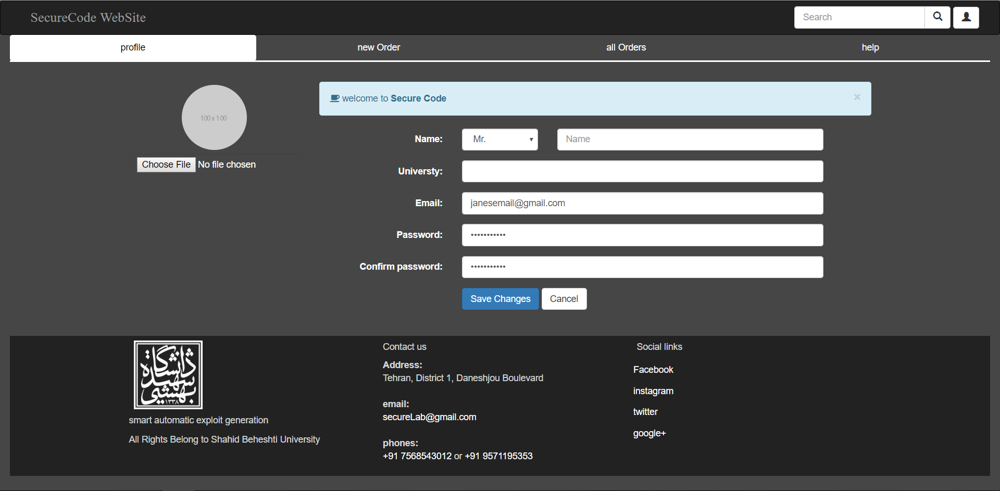 SecureCode WebSite
Search
profile
new Order
all Orders
help
100 x 100
Choose File No file chosen
welcome to Secure Code
×
Name:
Mr.
Name
Universty:
Email:
janesemail@gmail.com
Password:
•••••••••••
Confirm password:
•••••••••••
Save Changes
Cancel
دانشگاه
شهید
بهشتی
۱۳۳۸
smart automatic exploit generation
All Rights Belong to Shahid Beheshti University
Contact us
Address:
Tehran, District 1, Daneshjou Boulevard
email:
secureLab@gmail.com
phones:
+91 7568543012 or +91 9571195353
Social links
Facebook
instagram
twitter
google+